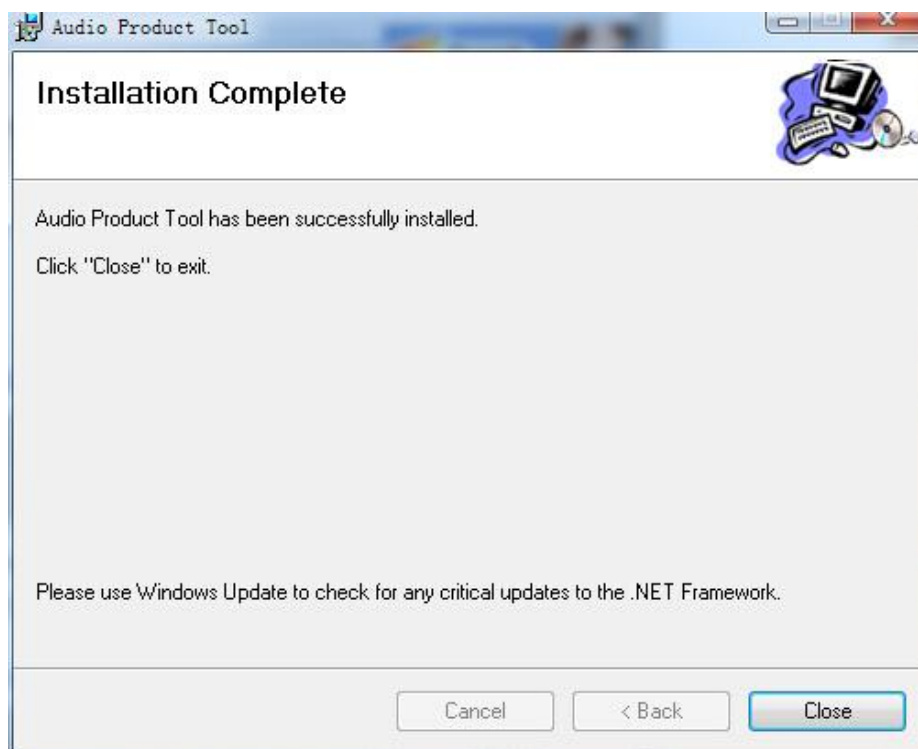 Audio Product Tool
Installation Complete
Audio Product Tool has been successfully installed.
Click "Close" to exit.
Please use Windows Update to check for any critical updates to the .NET Framework.
Cancel
< Back
Close